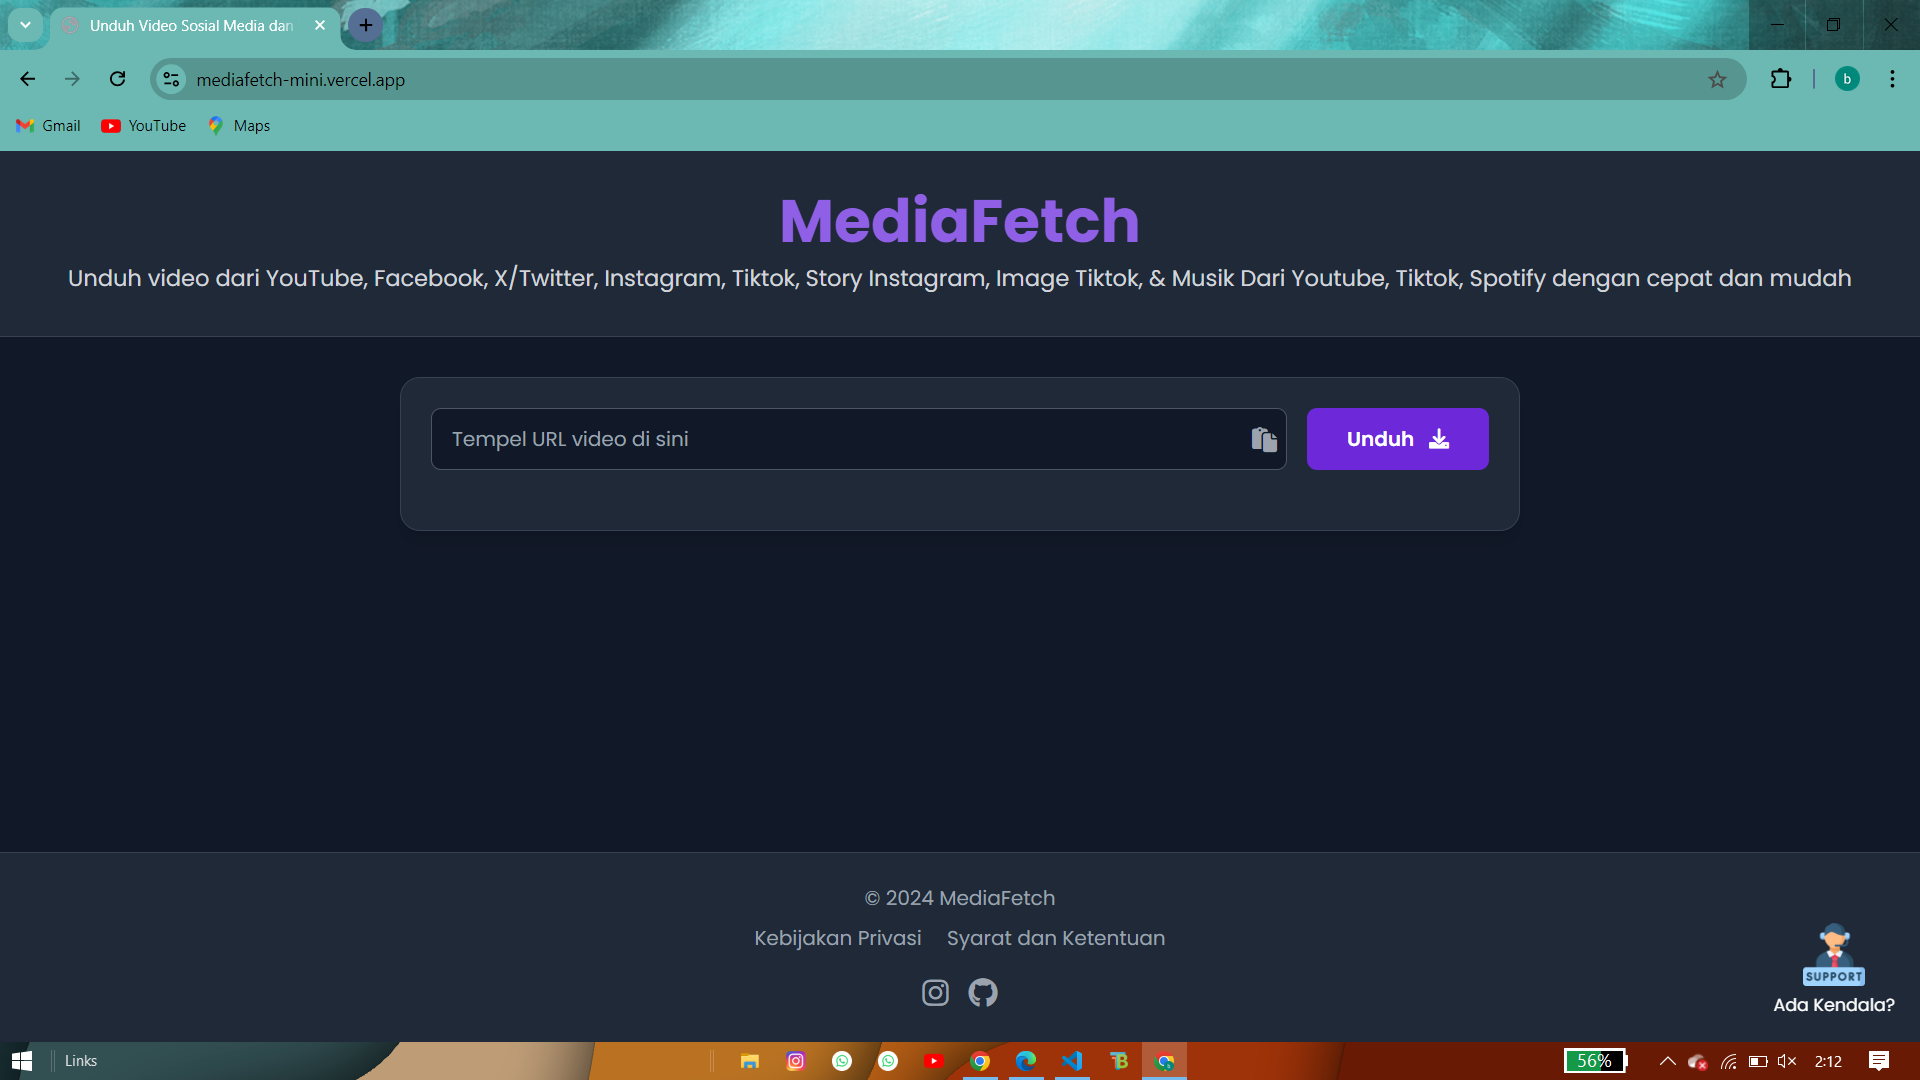 Unduh Video Sosial Media dan
mediafetch-mini.vercel.app
b
Gmail YouTube Maps
MediaFetch
Unduh video dari YouTube, Facebook, X/Twitter, Instagram, Tiktok, Story Instagram, Image Tiktok, & Musik Dari Youtube, Tiktok, Spotify dengan cepat dan mudah
Tempel URL video di sini
Unduh
© 2024 MediaFetch
Kebijakan Privasi Syarat dan Ketentuan
SUPPORT
Ada Kendala?
Links
56%
2:12